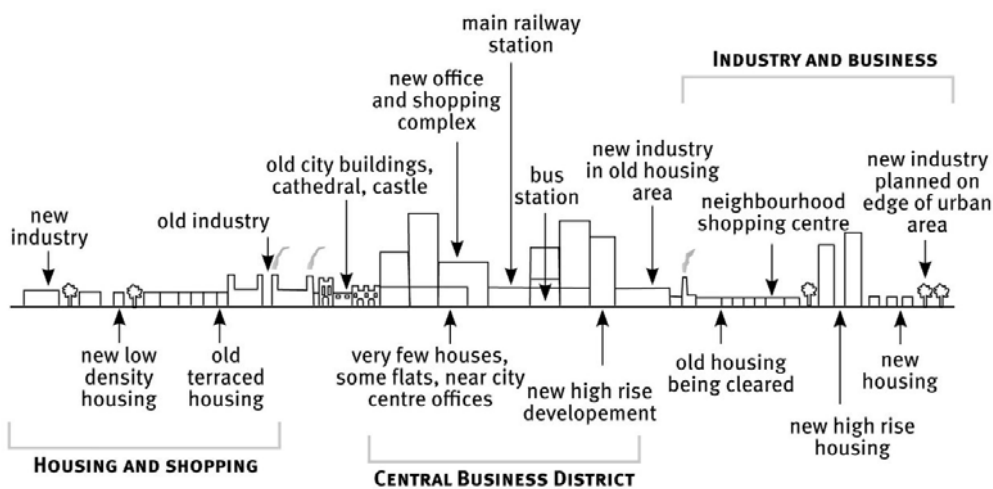 main railway
station
INDUSTRY AND BUSINESS
new office
and shopping
complex
old city buildings,
cathedral, castle
bus
station
new industry
in old housing
area
neighbourhood
shopping centre
new industry
planned on
edge of urban
area
new
industry
old industry
new low
density
housing
old
terraced
housing
very few houses,
some flats, near city
centre offices
new high rise
developement
old housing
being cleared
new high rise
housing
new
housing
HOUSING AND SHOPPING
CENTRAL BUSINESS DISTRICT